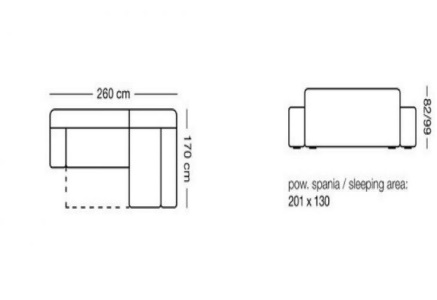 260 cm
170 cm
82/99
pow. spania / sleeping area:
201 x 130